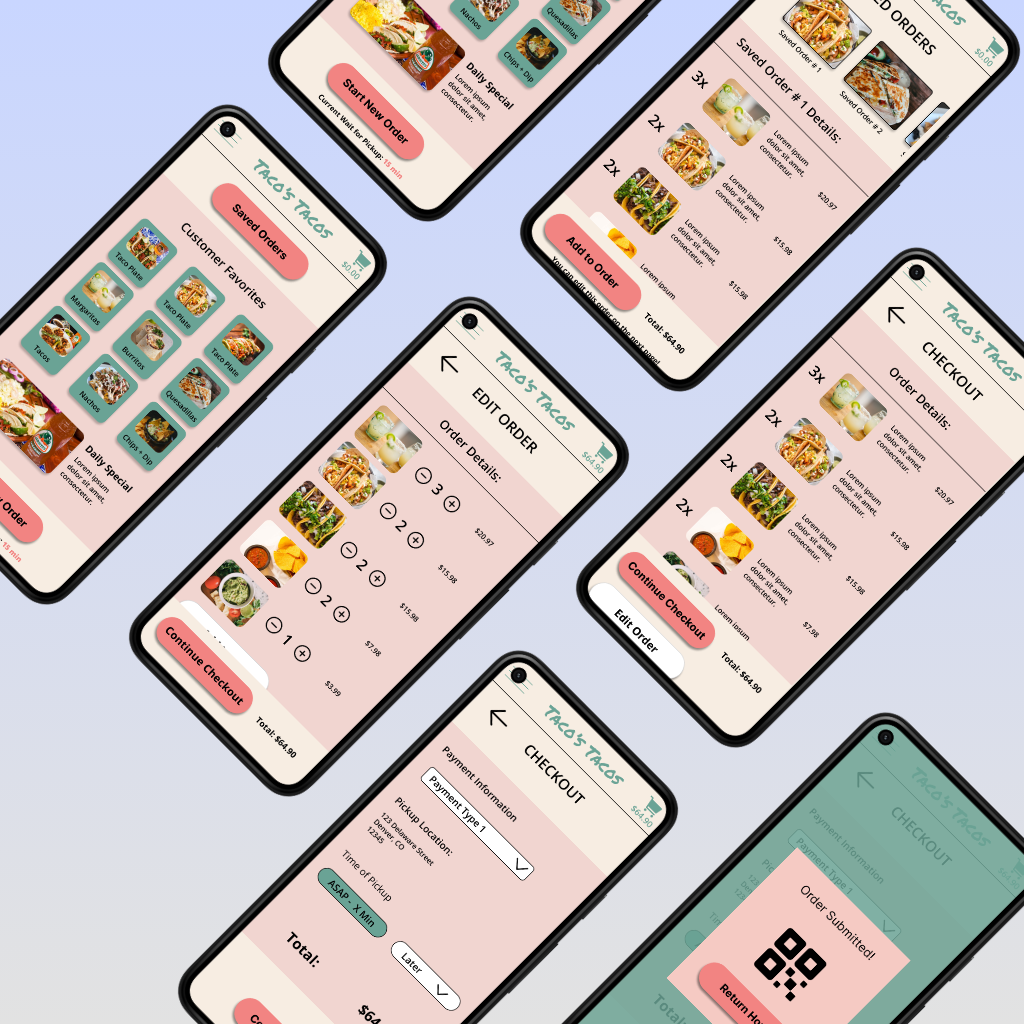 Nachos
Quesadillas
Chips + Dip
Daily Special
Lorem ipsum
dolor sit amet,
consectetur.
Start New Order
Current Wait for Pickup: 15 min
$0.00
ED ORDERS
Saved Order # 1
Saved Order # 2
Saved Order # 1 Details:
3x
Lorem ipsum
dolor sit amet,
consectetur.
$20.97
2x
Lorem ipsum
dolor sit amet,
consectetur.
$15.98
2x
Lorem ipsum
dolor sit amet,
consectetur.
$15.98
Lorem ipsum
Add to Order
Total: $64.90
You can edit this order on the next page!
TACO'S TACOS
$0.00
Saved Orders
Customer Favorites
Taco Plate
Taco Plate
Taco Plate
Margaritas
Burritos
Quesadillas
Tacos
Nachos
Chips + Dip
Daily Special
Lorem ipsum
dolor sit amet,
consectetur.
Order
15 min
TACO'S TACOS
$64.90
EDIT ORDER
Order Details:
3
$20.97
2
$15.98
2
$15.98
2
$7.98
1
$3.99
Continue Checkout
Total: $64.90
TACO'S TACOS
CHECKOUT
Order Details:
3x
Lorem ipsum
dolor sit amet,
consectetur.
$20.97
2x
Lorem ipsum
dolor sit amet,
consectetur.
$15.98
2x
Lorem ipsum
dolor sit amet,
consectetur.
$15.98
2x
Lorem ipsum
dolor sit amet,
consectetur.
$7.98
Lorem ipsum
Continue Checkout
Edit Order
Total: $64.90
TACO'S TACOS
$64.90
CHECKOUT
Payment Information
Payment Type 1
Pickup Location:
123 Delaware Street
Denver, CO
12345
Time of Pickup
ASAP - X Min
Later
Total:
$64
TACO'S TACOS
CHECKOUT
Payment Information
Payment Type 1
Order Submitted!
Return Ho
Total